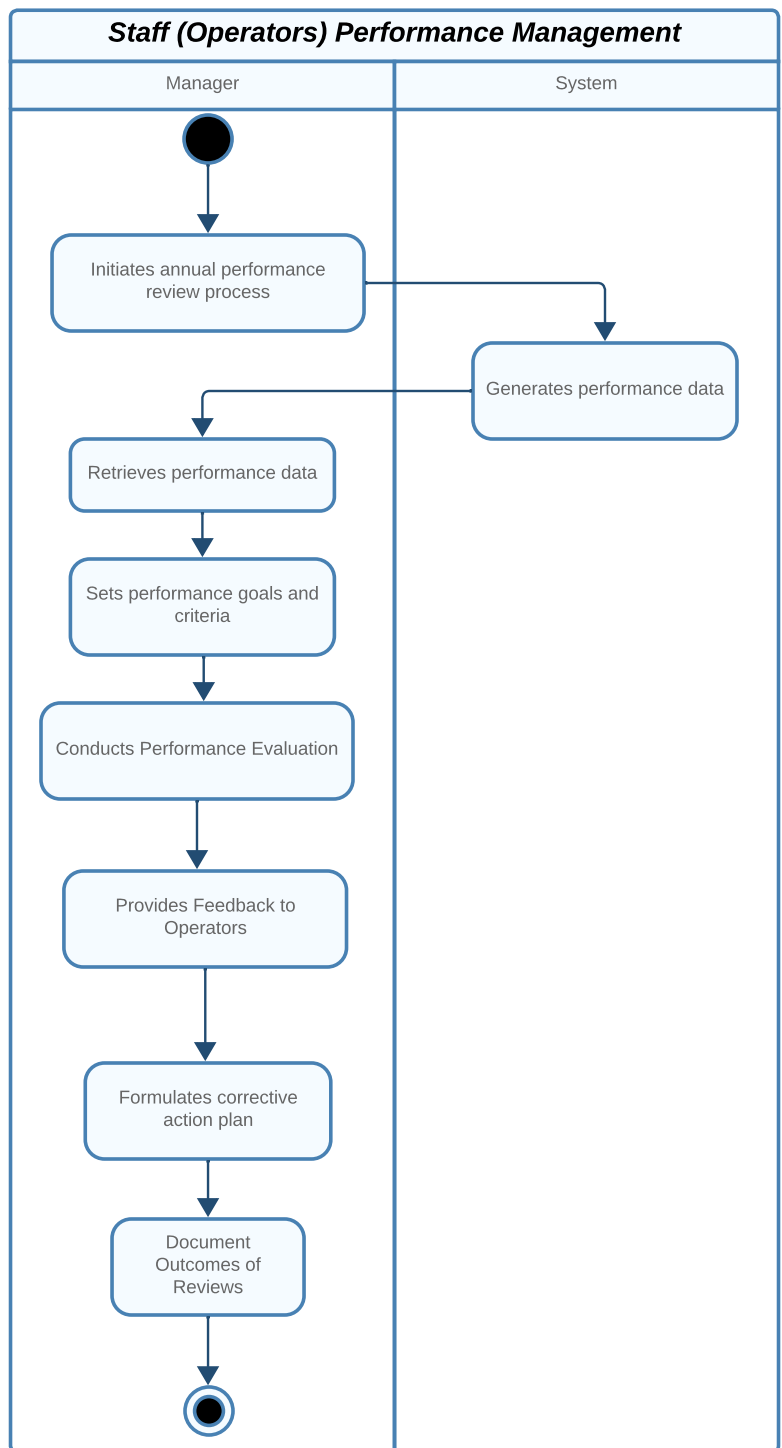 Staff (Operators) Performance Management
Manager
System
Initiates annual performance
review process
Generates performance data
Retrieves performance data
Sets performance goals and
criteria
Conducts Performance Evaluation
Provides Feedback to
Operators
Formulates corrective
action plan
Document
Outcomes of
Reviews